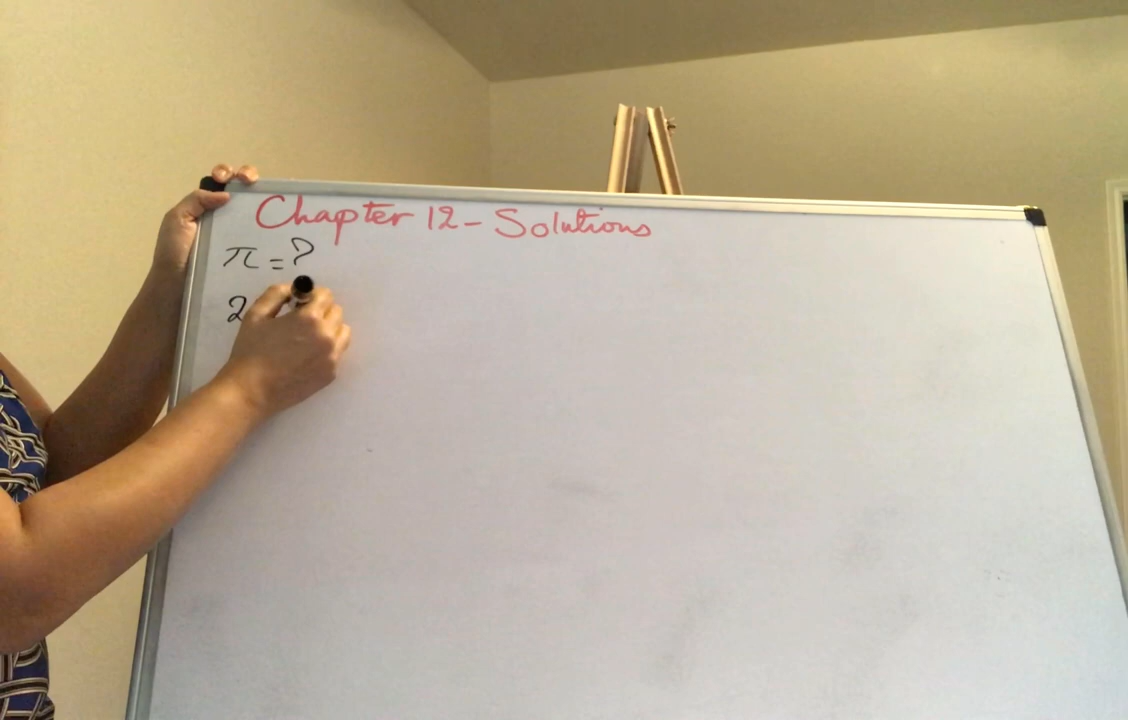 Chapter 12 - Solutions
π = ?
2